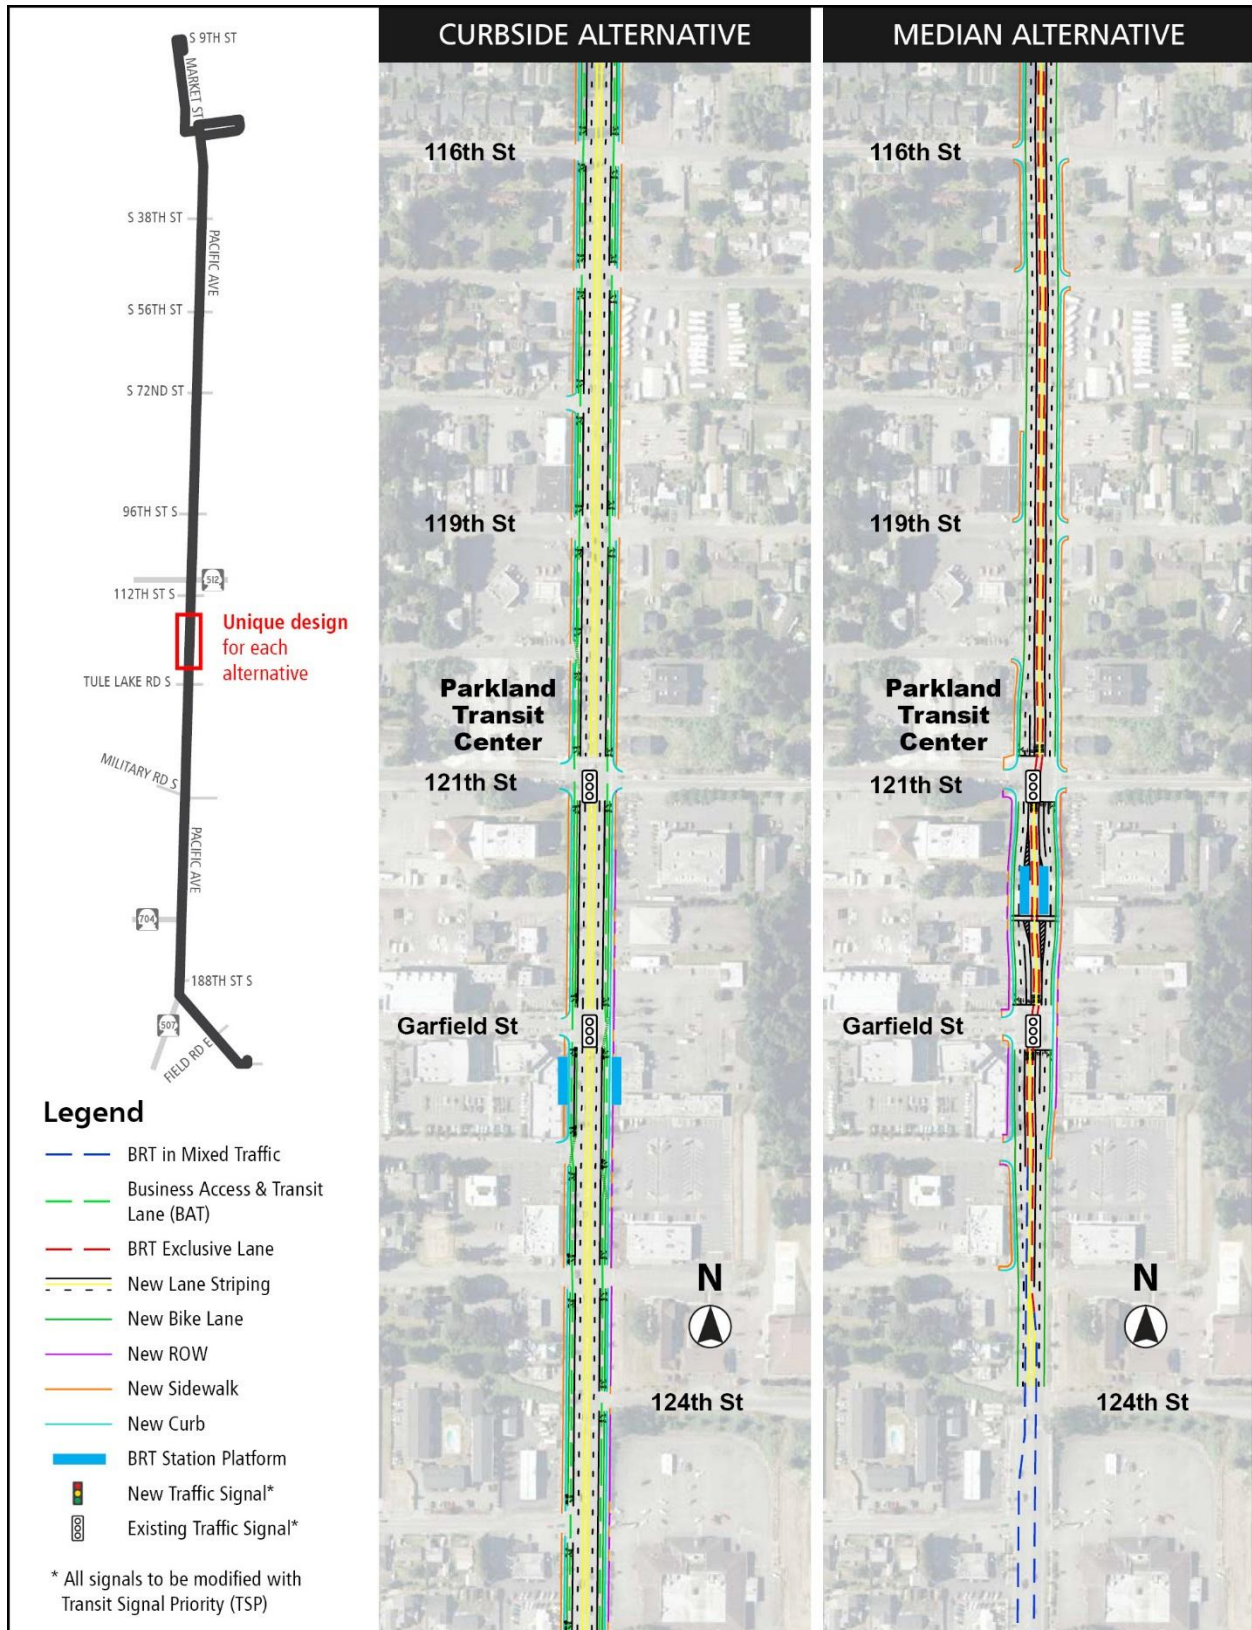 S 9TH ST
MARKET ST
S 38TH ST
PACIFIC AVE
S 56TH ST
S 72ND ST
96TH ST S
512
112TH ST S
Unique design
for each
alternative
TULE LAKE RD S
MILITARY RD S
PACIFIC AVE
704
188TH ST S
507
FIELD RD E
Legend
BRT in Mixed Traffic
Business Access & Transit
Lane (BAT)
BRT Exclusive Lane
New Lane Striping
New Bike Lane
New ROW
New Sidewalk
New Curb
BRT Station Platform
New Traffic Signal*
Existing Traffic Signal*
* All signals to be modified with
Transit Signal Priority (TSP)
CURBSIDE ALTERNATIVE
116th St
119th St
Parkland
Transit
Center
121th St
Garfield St
N
124th St
MEDIAN ALTERNATIVE
116th St
119th St
Parkland
Transit
Center
121th St
Garfield St
N
124th St